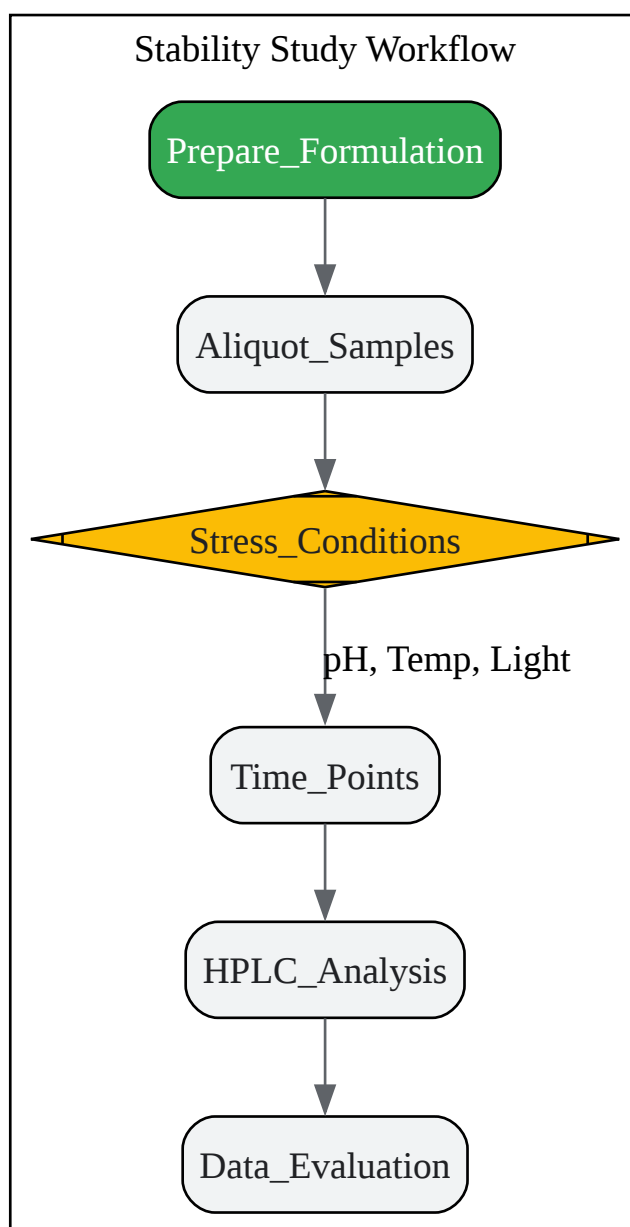 Stability Study Workflow
Prepare_Formulation
Aliquot_Samples
Stress_Conditions
pH, Temp, Light
Time_Points
HPLC_Analysis
Data_Evaluation